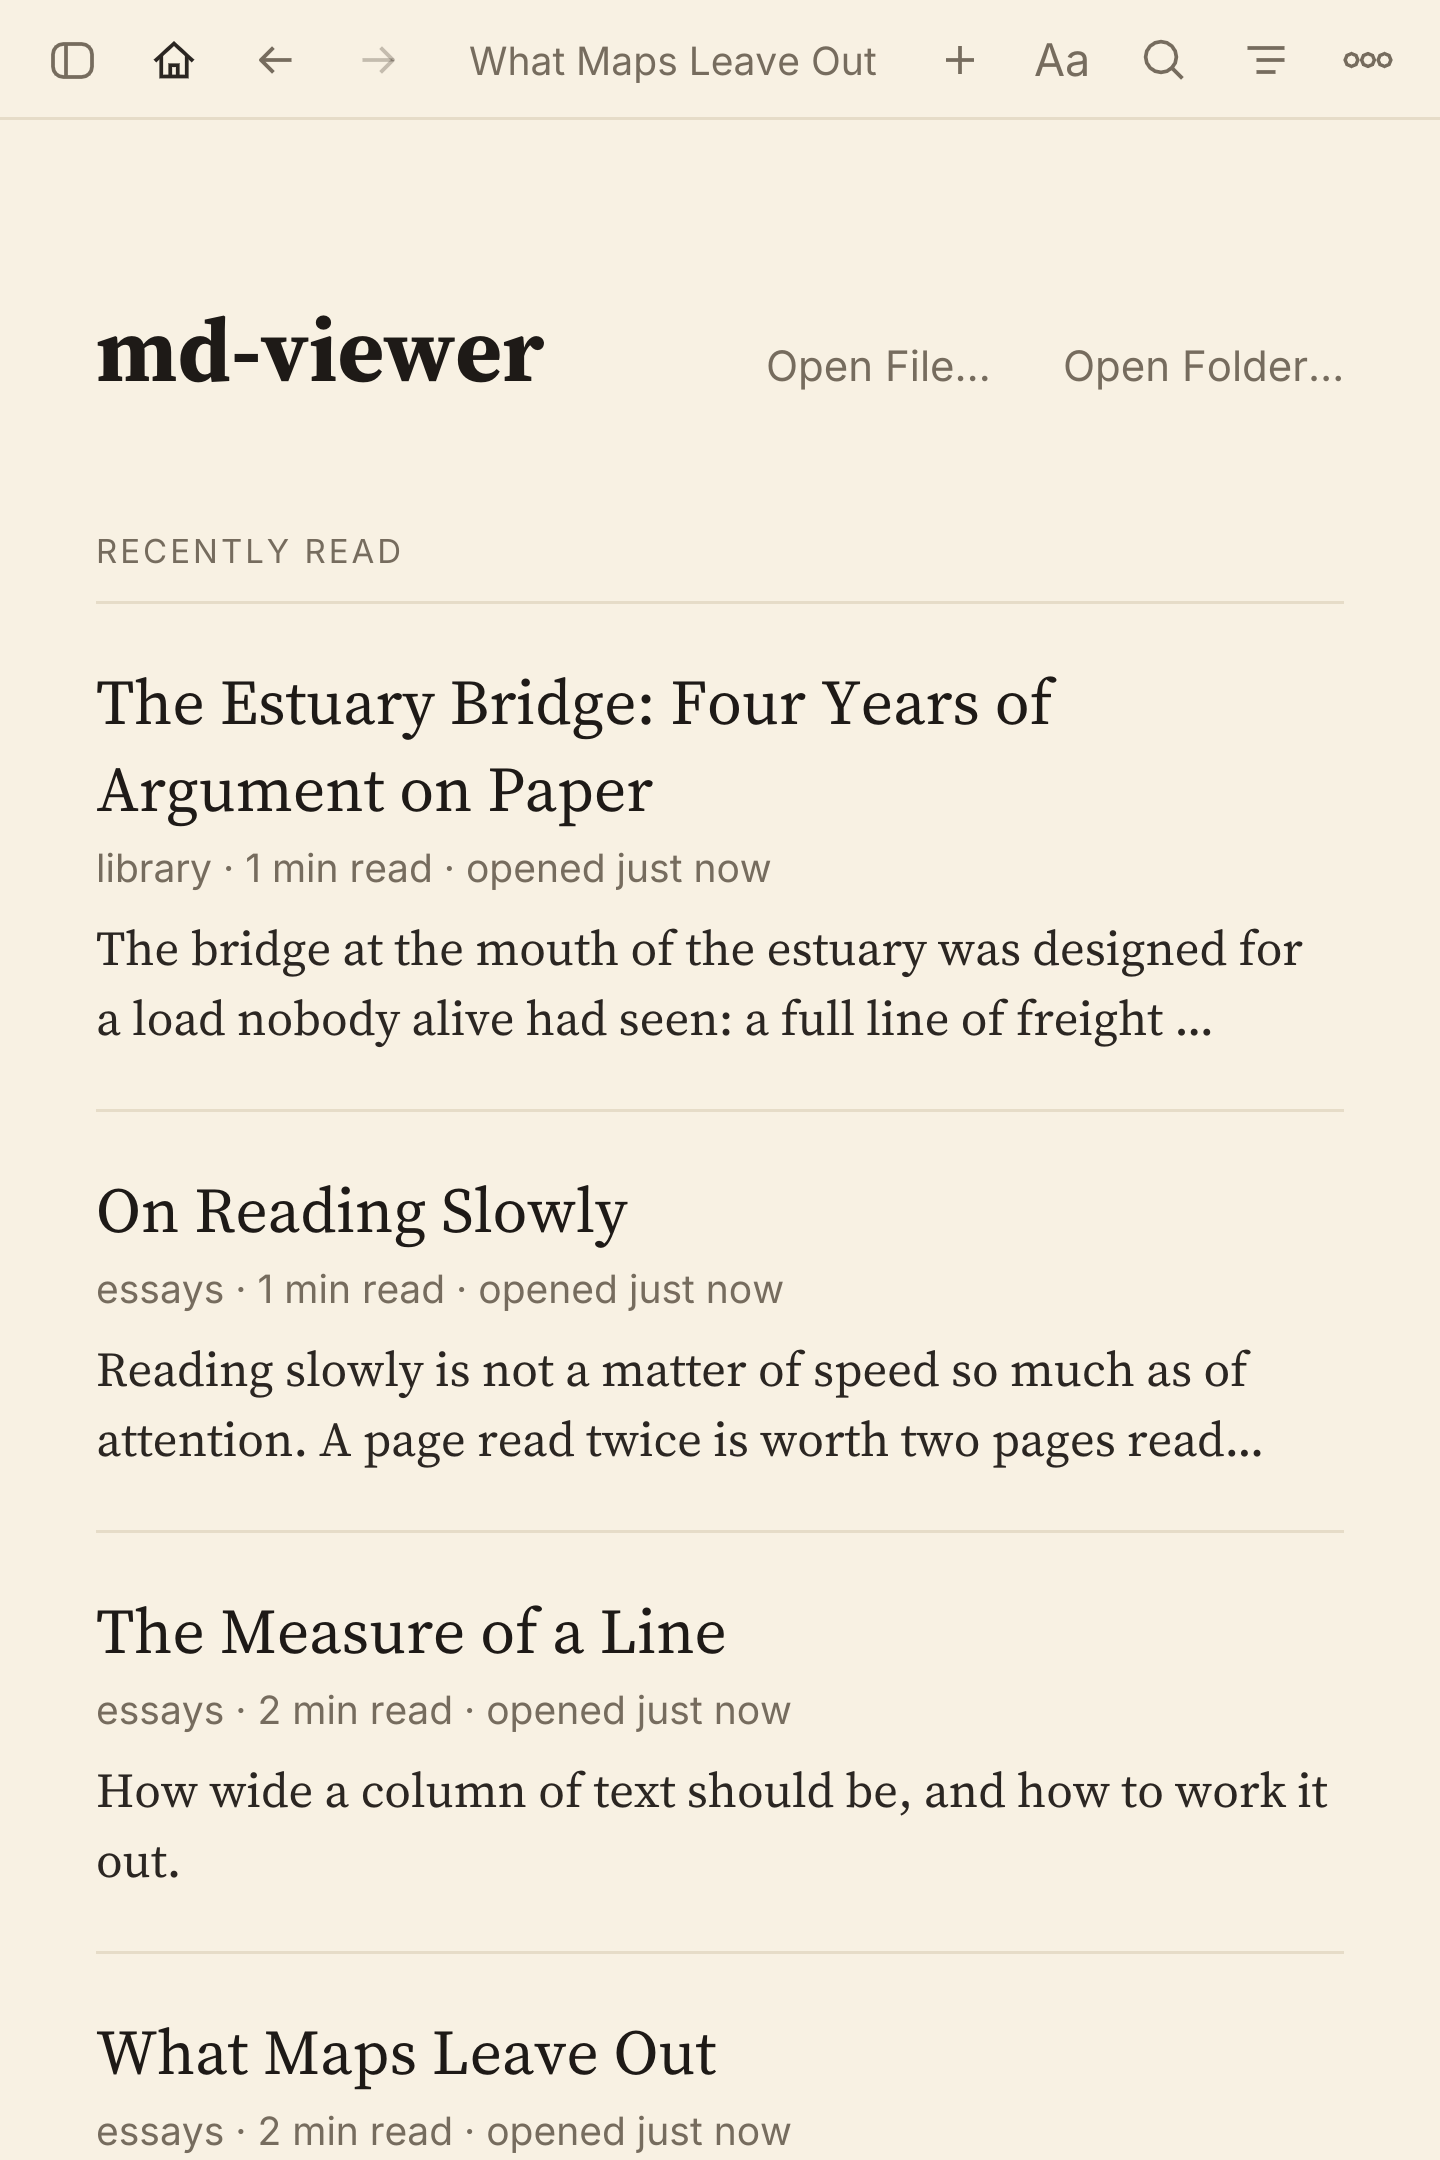 What Maps Leave Out
Aa
md-viewer
Open File...
Open Folder...
RECENTLY READ
The Estuary Bridge: Four Years of
Argument on Paper
library · 1 min read · opened just now
The bridge at the mouth of the estuary was designed for
a load nobody alive had seen: a full line of freight ...
On Reading Slowly
essays · 1 min read · opened just now
Reading slowly is not a matter of speed so much as of
attention. A page read twice is worth two pages read...
The Measure of a Line
essays · 2 min read · opened just now
How wide a column of text should be, and how to work it
out.
What Maps Leave Out
essays · 2 min read · opened just now